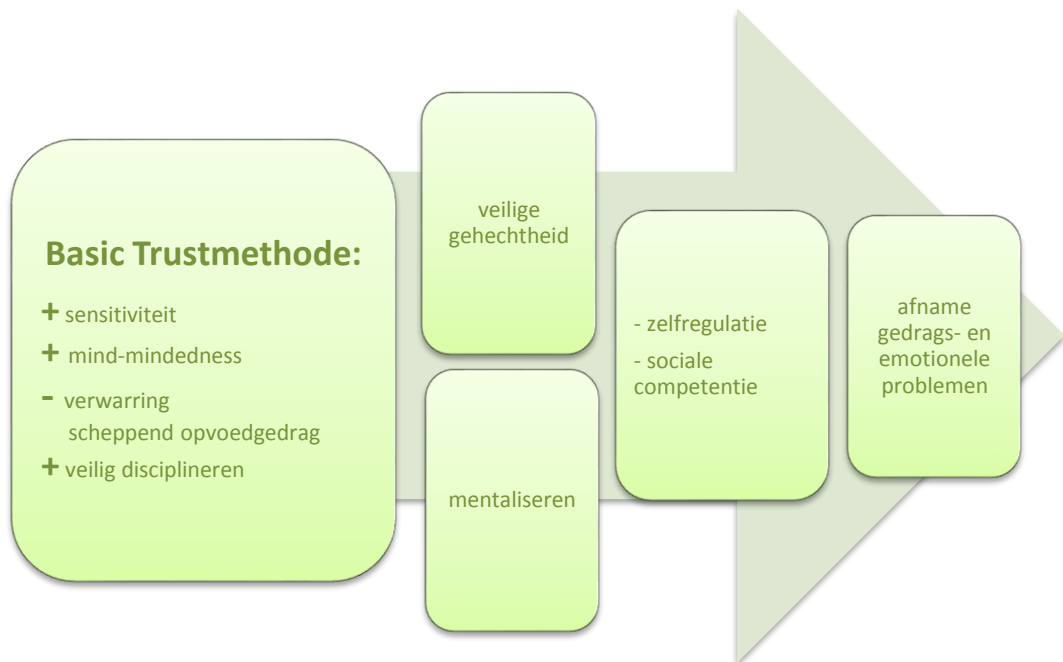 Basic Trustmethode:
+ sensitiviteit
+ mind-mindedness
- verwarring
scheppend opvoedgedrag
+ veilig disciplineren
veilige
gehechtheid
mentaliseren
- zelfregulatie
- sociale
competentie
afname
gedrags- en
emotionele
problemen